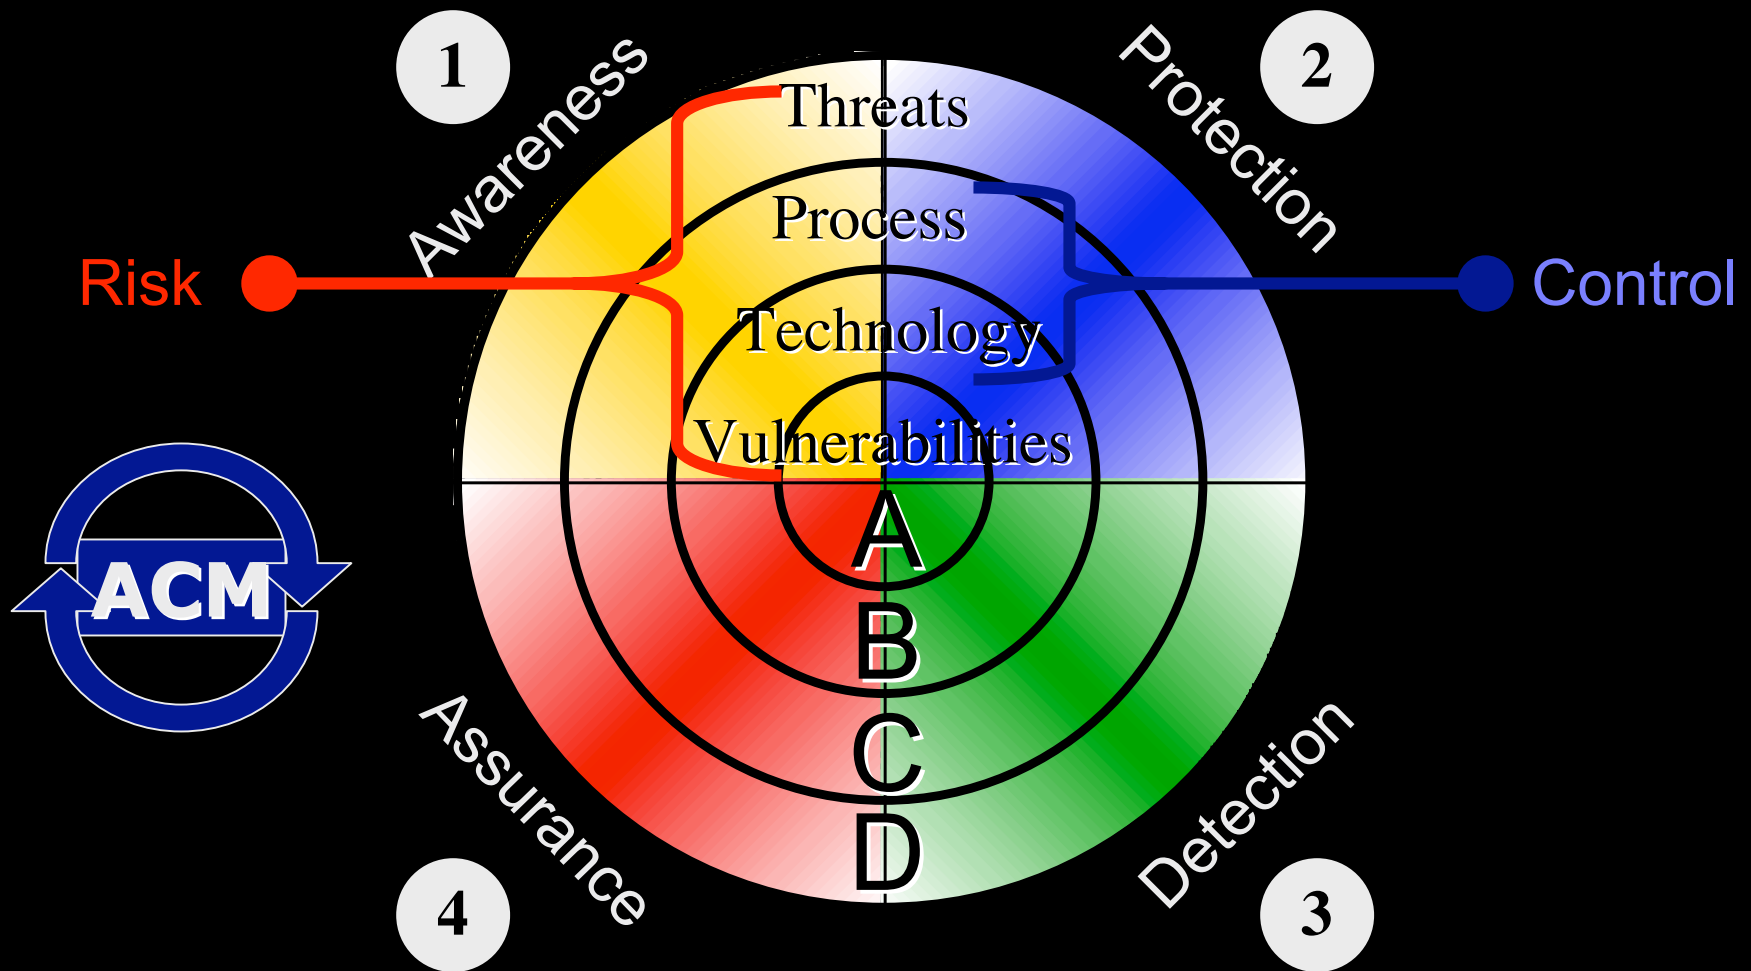 1
2
Awareness
Protection
Threats
Process
Risk
Control
Technology
Vulnerabilities
A
ACM
B
C
D
Assurance
Detection
4
3